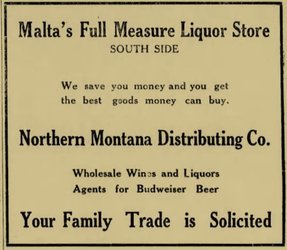 Malta's Full Measure Liquor Store
SOUTH SIDE
We save you money and you get
the best goods money can buy.
Northern Montana Distributing Co.
Wholesale Wines and Liquors
Agents for Budweiser Beer
Your Family Trade is Solicited